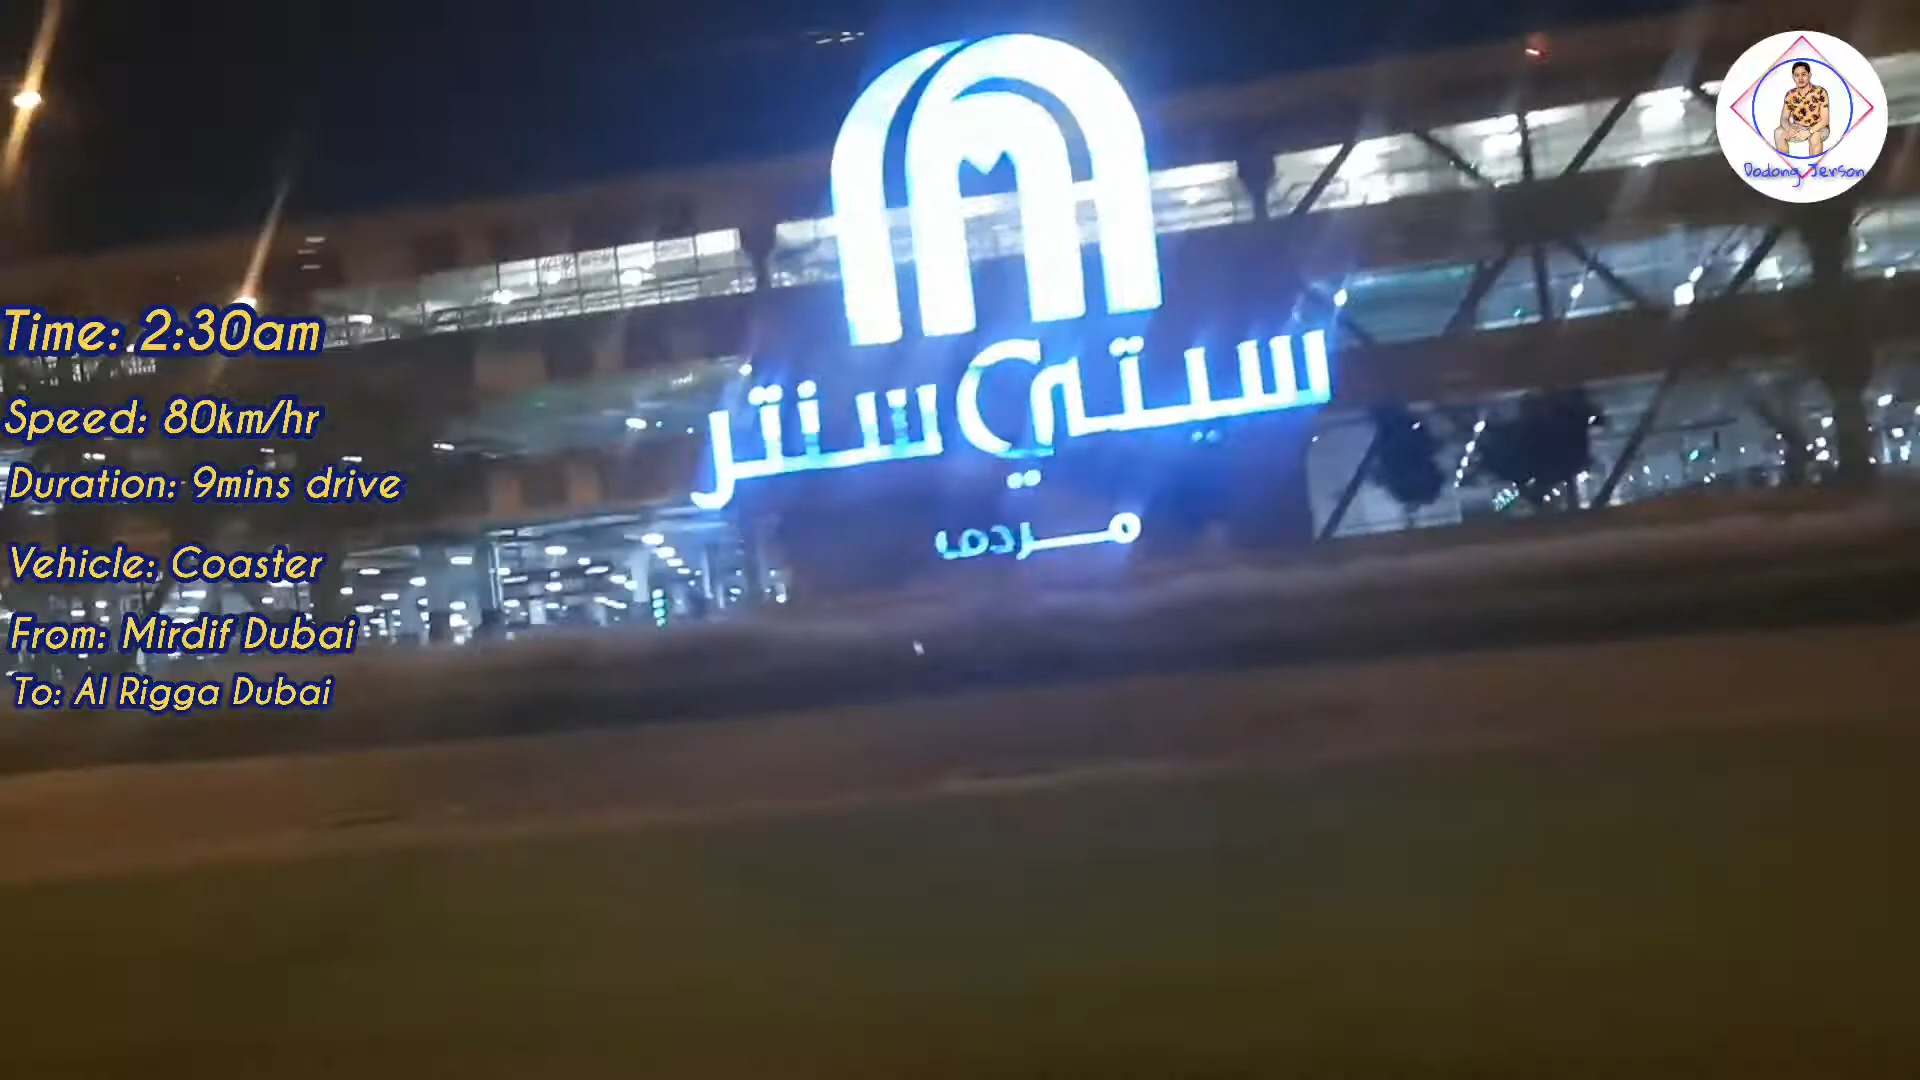 Time: 2:30am
Speed: 80km/hr
Duration: 9mins drive
Vehicle: Coaster
From: Mirdif Dubai
To: Al Rigga Dubai
سيتي سنتر
مردف
Dodong Jerson